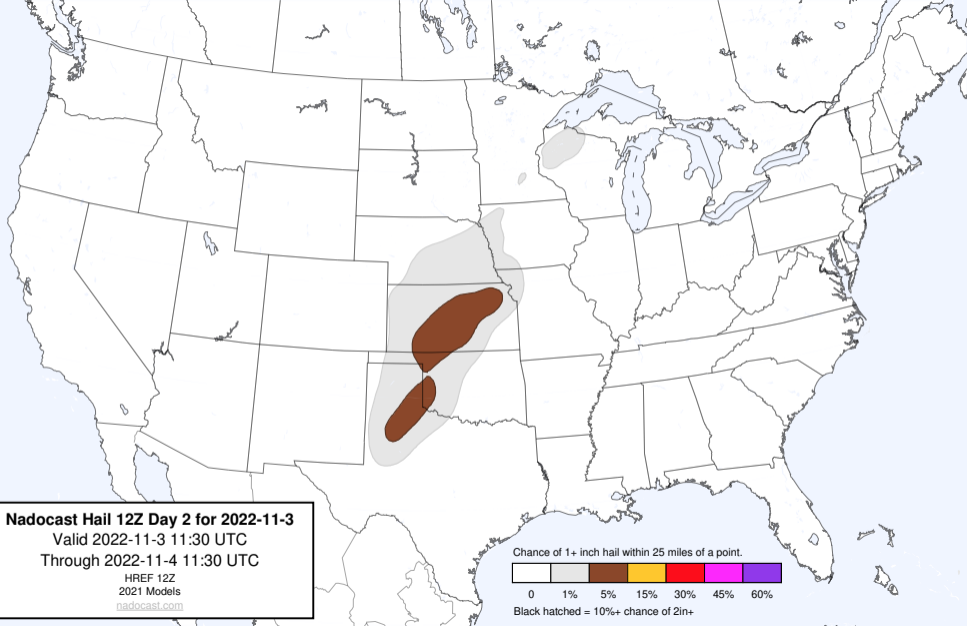 Nadocast Hail 12Z Day 2 for 2022-11-3
Valid 2022-11-3 11:30 UTC
Through 2022-11-4 11:30 UTC
HREF 12Z
2021 Models
nadocast.com
Chance of 1+ inch hail within 25 miles of a point.
0 1% 5% 15% 30% 45% 60%
Black hatched = 10%+ chance of 2in+